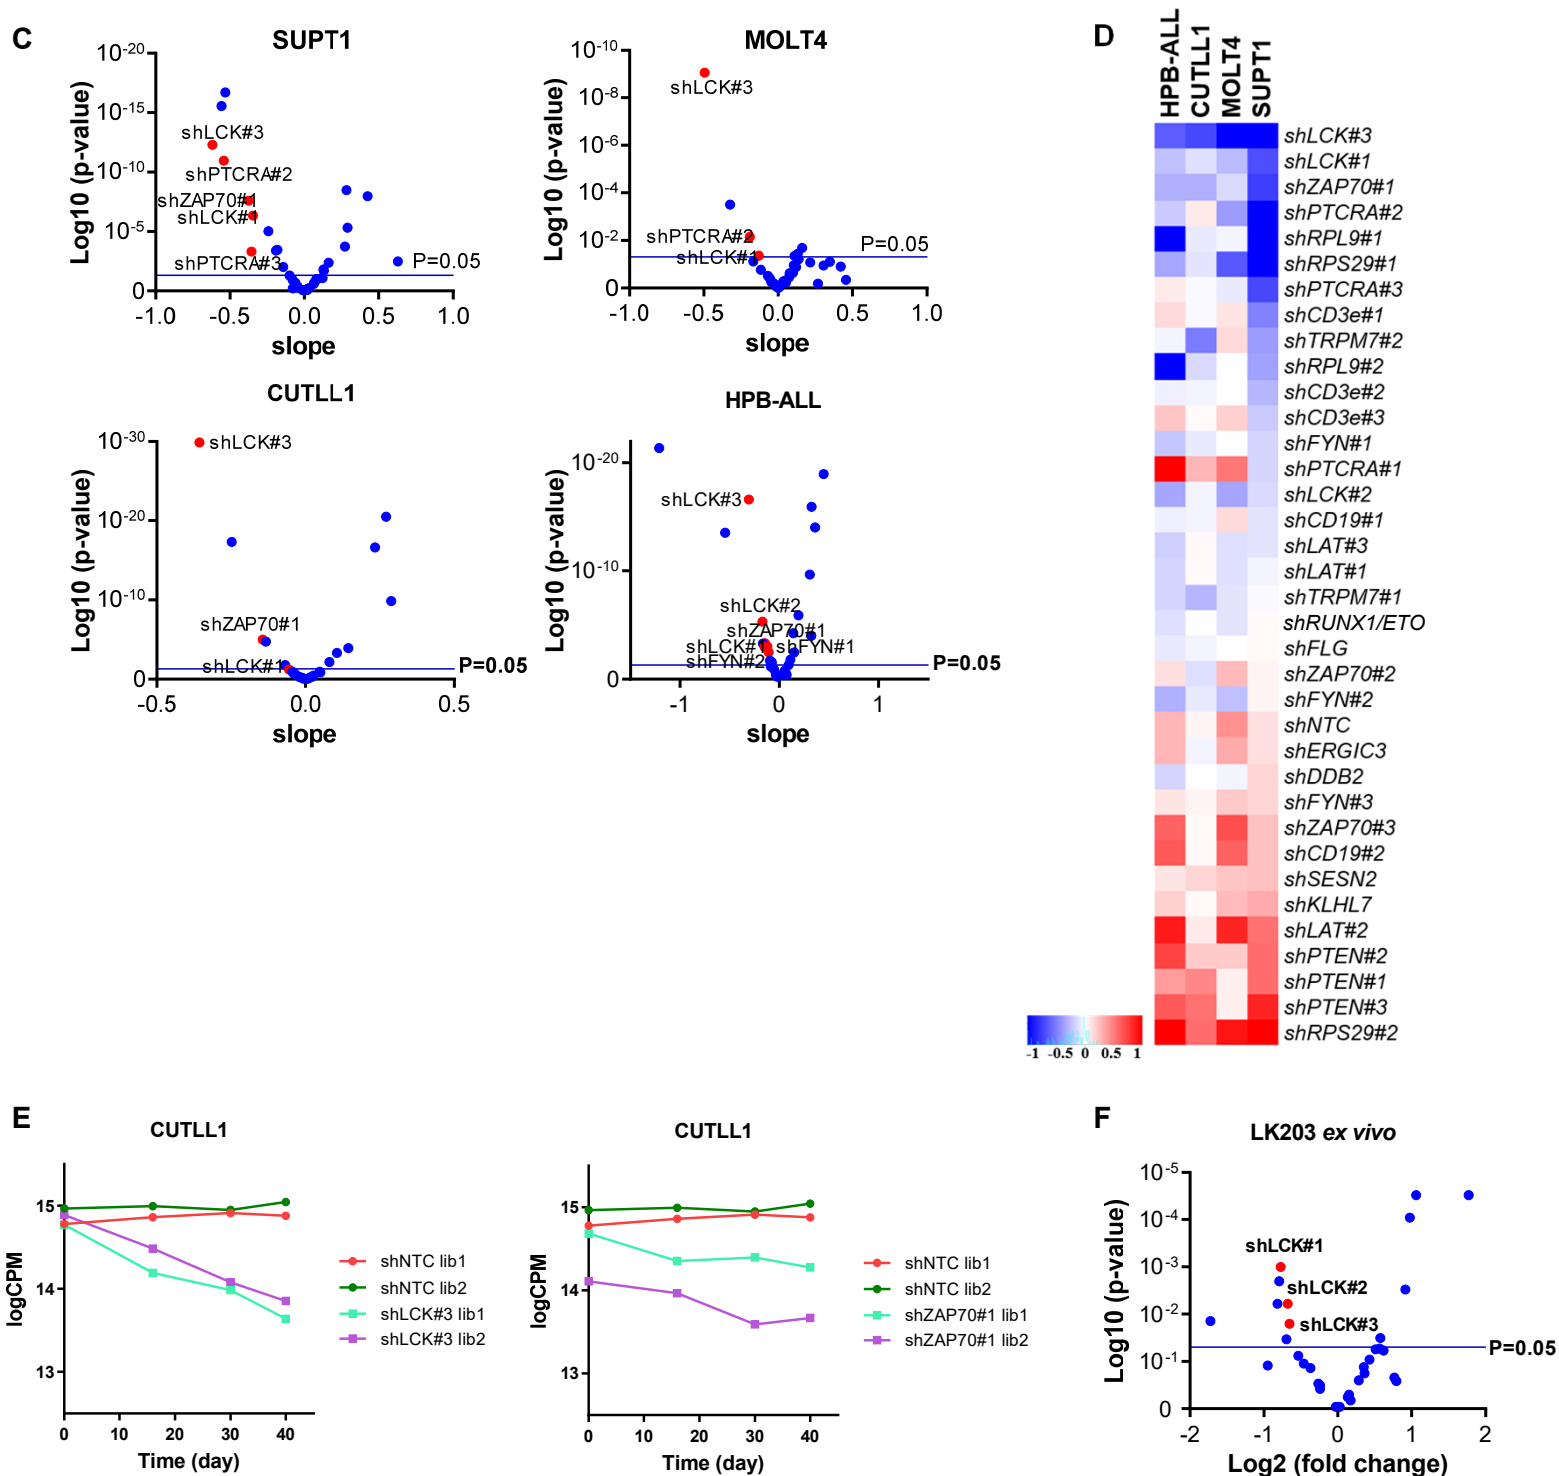 C
SUPT1
Log10 (p-value)
10-20
10-15
10-10
10-5
0
shLCK#3
shPTCRA#2
shZAP70#1
shLCK#1
shPTCRA#3
P=0.05
-1.0 -0.5 0.0 0.5 1.0
slope
MOLT4
Log10 (p-value)
10-10
10-8
10-6
10-4
10-2
0
shLCK#3
shPTCRA#2
shLCK#1
P=0.05
-1.0 -0.5 0.0 0.5 1.0
slope
CUTLL1
Log10 (p-value)
10-30
10-20
10-10
0
shLCK#3
shZAP70#1
shLCK#1
P=0.05
-0.5 0.0 0.5
slope
HPB-ALL
Log10 (p-value)
10-20
10-10
0
shLCK#3
shLCK#2
shZAP70#1
shLCK#1
shFYN#1
shFYN#2
P=0.05
-1 0 1
slope
D
HPB-ALL
CUTLL1
MOLT4
SUPT1
shLCK#3
shLCK#1
shZAP70#1
shPTCRA#2
shRPL9#1
shRPS29#1
shPTCRA#3
shCD3e#1
shTRPM7#2
shRPL9#2
shCD3e#2
shCD3e#3
shFYN#1
shPTCRA#1
shLCK#2
shCD19#1
shLAT#3
shLAT#1
shTRPM7#1
shRUNX1/ETO
shFLG
shZAP70#2
shFYN#2
shNTC
shERGIC3
shDDB2
shFYN#3
shZAP70#3
shCD19#2
shSESN2
shKLHL7
shLAT#2
shPTEN#2
shPTEN#1
shPTEN#3
shRPS29#2
-1 -0.5 0 0.5 1
E
CUTLL1
logCPM
15
14
13
0 10 20 30 40
Time (day)
shNTC lib1
shNTC lib2
shLCK#3 lib1
shLCK#3 lib2
CUTLL1
logCPM
15
14
13
0 10 20 30 40
Time (day)
shNTC lib1
shNTC lib2
shZAP70#1 lib1
shZAP70#1 lib2
F
LK203 ex vivo
Log10 (p-value)
10-5
10-4
10-3
10-2
10-1
0
shLCK#1
shLCK#2
shLCK#3
P=0.05
-2 -1 0 1 2
Log2 (fold change)